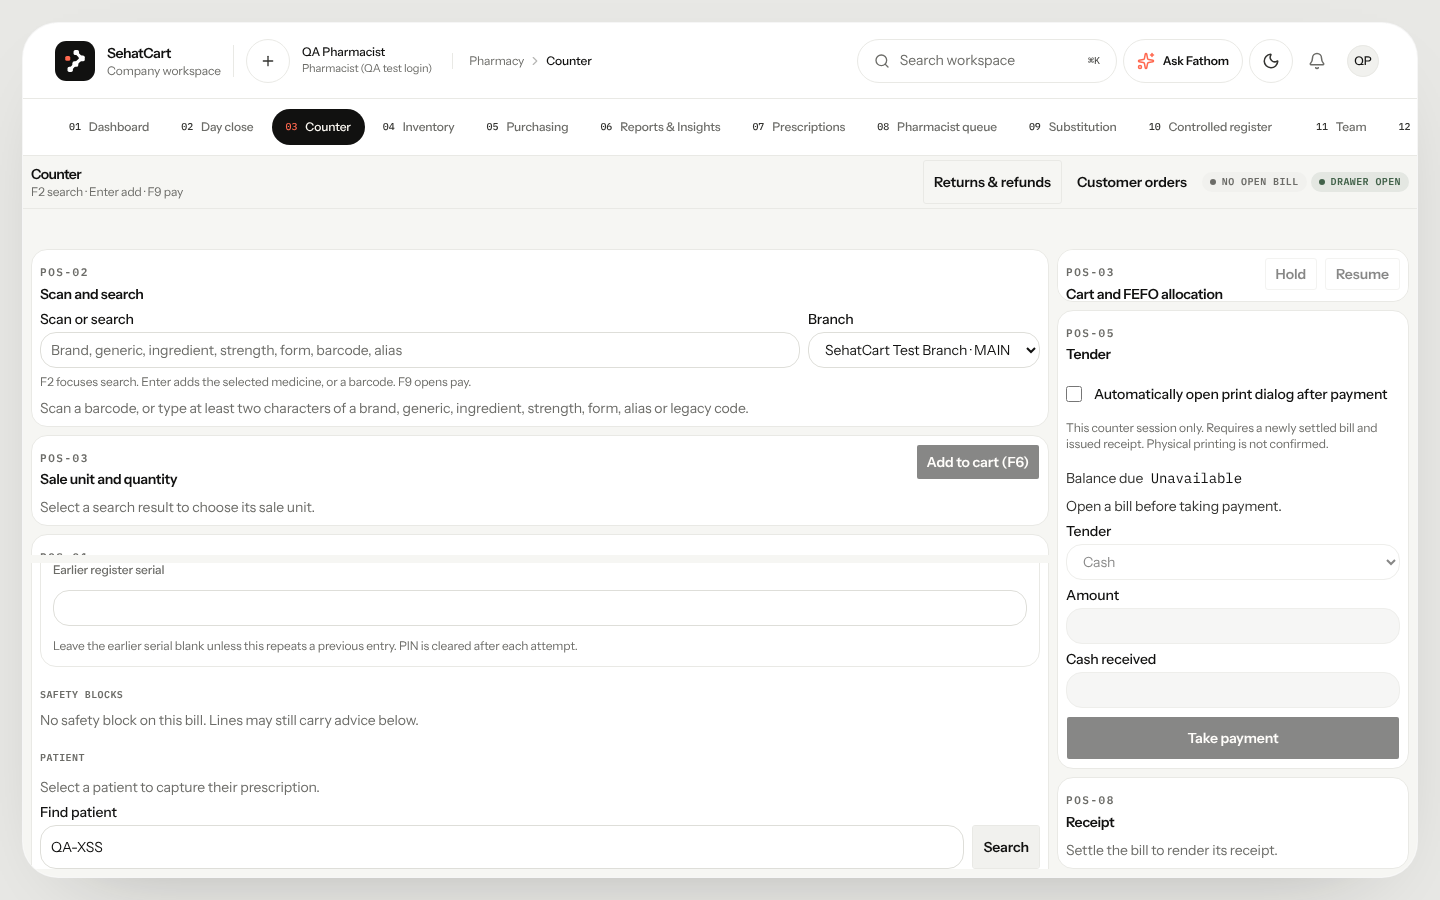 SehatCart
Company workspace
QA Pharmacist
Pharmacist (QA test login)
Pharmacy > Counter
Search workspace
⌘K
Ask Fathom
QP
01 Dashboard
02 Day close
03 Counter
04 Inventory
05 Purchasing
06 Reports & Insights
07 Prescriptions
08 Pharmacist queue
09 Substitution
10 Controlled register
11 Team
12
Counter
F2 search · Enter add · F9 pay
Returns & refunds
Customer orders
NO OPEN BILL
DRAWER OPEN
POS-02
Scan and search
Scan or search
Brand, generic, ingredient, strength, form, barcode, alias
Branch
SehatCart Test Branch · MAIN
F2 focuses search. Enter adds the selected medicine, or a barcode. F9 opens pay.
Scan a barcode, or type at least two characters of a brand, generic, ingredient, strength, form, alias or legacy code.
POS-03
Sale unit and quantity
Add to cart (F6)
Select a search result to choose its sale unit.
Earlier register serial
Leave the earlier serial blank unless this repeats a previous entry. PIN is cleared after each attempt.
SAFETY BLOCKS
No safety block on this bill. Lines may still carry advice below.
PATIENT
Select a patient to capture their prescription.
Find patient
QA-XSS
Search
POS-03
Cart and FEFO allocation
Hold
Resume
POS-05
Tender
Automatically open print dialog after payment
This counter session only. Requires a newly settled bill and
issued receipt. Physical printing is not confirmed.
Balance due Unavailable
Open a bill before taking payment.
Tender
Cash
Amount
Cash received
Take payment
POS-08
Receipt
Settle the bill to render its receipt.